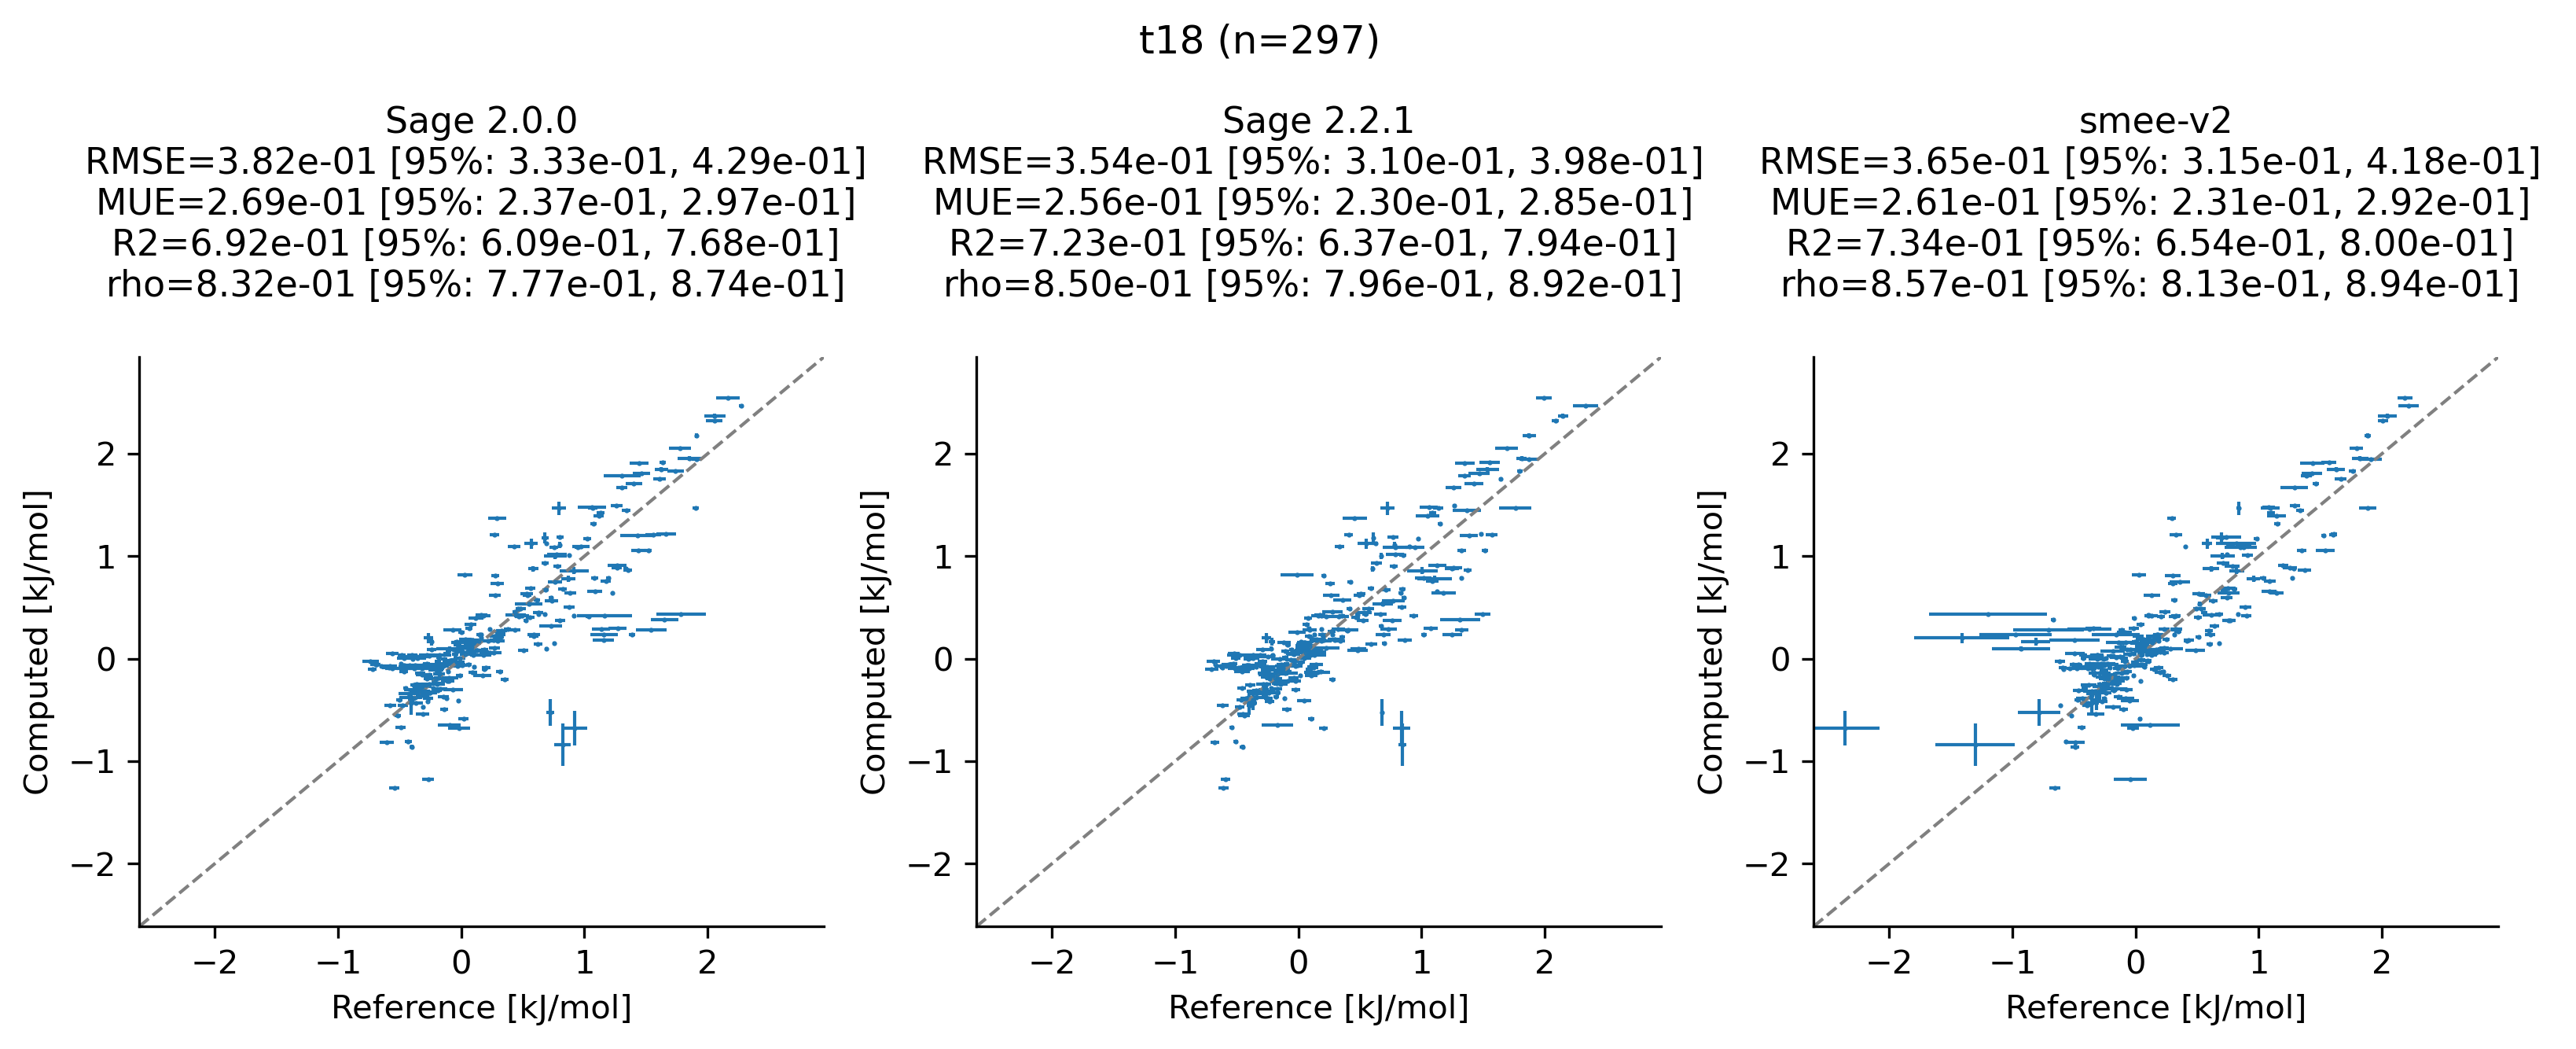 t18 (n=297)
Sage 2.0.0
RMSE=3.82e-01 [95%: 3.33e-01, 4.29e-01]
MUE=2.69e-01 [95%: 2.37e-01, 2.97e-01]
R2=6.92e-01 [95%: 6.09e-01, 7.68e-01]
rho=8.32e-01 [95%: 7.77e-01, 8.74e-01]
Computed [kJ/mol]
2
1
0
−1
−2
−2 −1 0 1 2
Reference [kJ/mol]
Sage 2.2.1
RMSE=3.54e-01 [95%: 3.10e-01, 3.98e-01]
MUE=2.56e-01 [95%: 2.30e-01, 2.85e-01]
R2=7.23e-01 [95%: 6.37e-01, 7.94e-01]
rho=8.50e-01 [95%: 7.96e-01, 8.92e-01]
Computed [kJ/mol]
2
1
0
−1
−2
−2 −1 0 1 2
Reference [kJ/mol]
smee-v2
RMSE=3.65e-01 [95%: 3.15e-01, 4.18e-01]
MUE=2.61e-01 [95%: 2.31e-01, 2.92e-01]
R2=7.34e-01 [95%: 6.54e-01, 8.00e-01]
rho=8.57e-01 [95%: 8.13e-01, 8.94e-01]
Computed [kJ/mol]
2
1
0
−1
−2
−2 −1 0 1 2
Reference [kJ/mol]